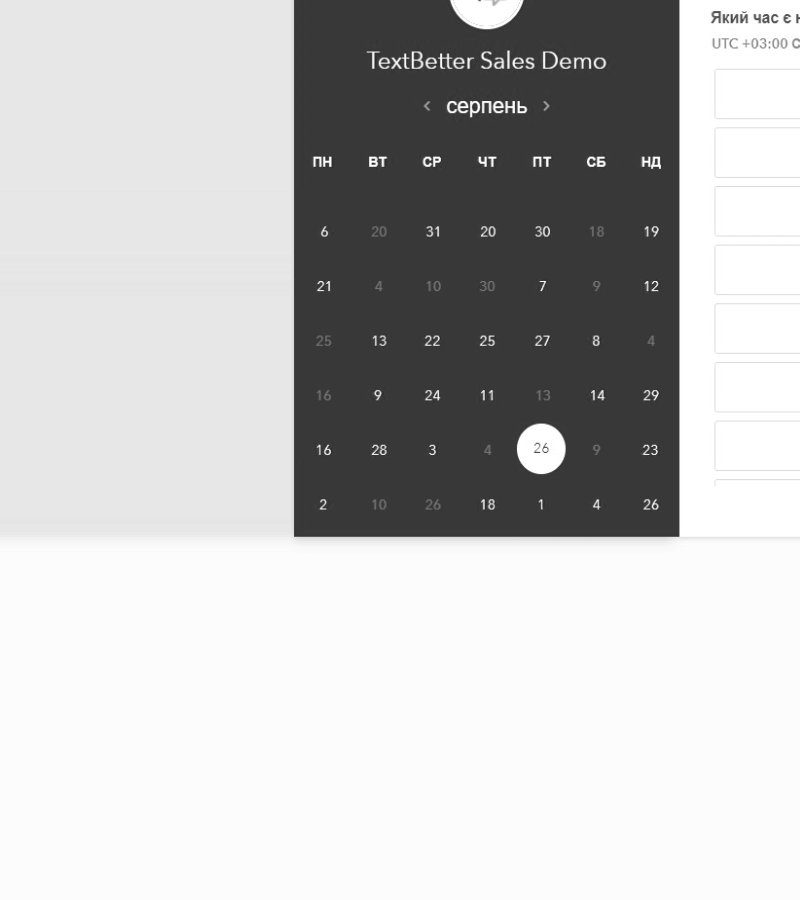 TextBetter Sales Demo
серпень
ПН ВТ СР ЧТ ПТ СБ НД
6 20 31 20 30 18 19
21 4 10 30 7 9 12
25 13 22 25 27 8 4
16 9 24 11 13 14 29
16 28 3 4 26 9 23
2 10 26 18 1 4 26
Який час є
UTC +03:00